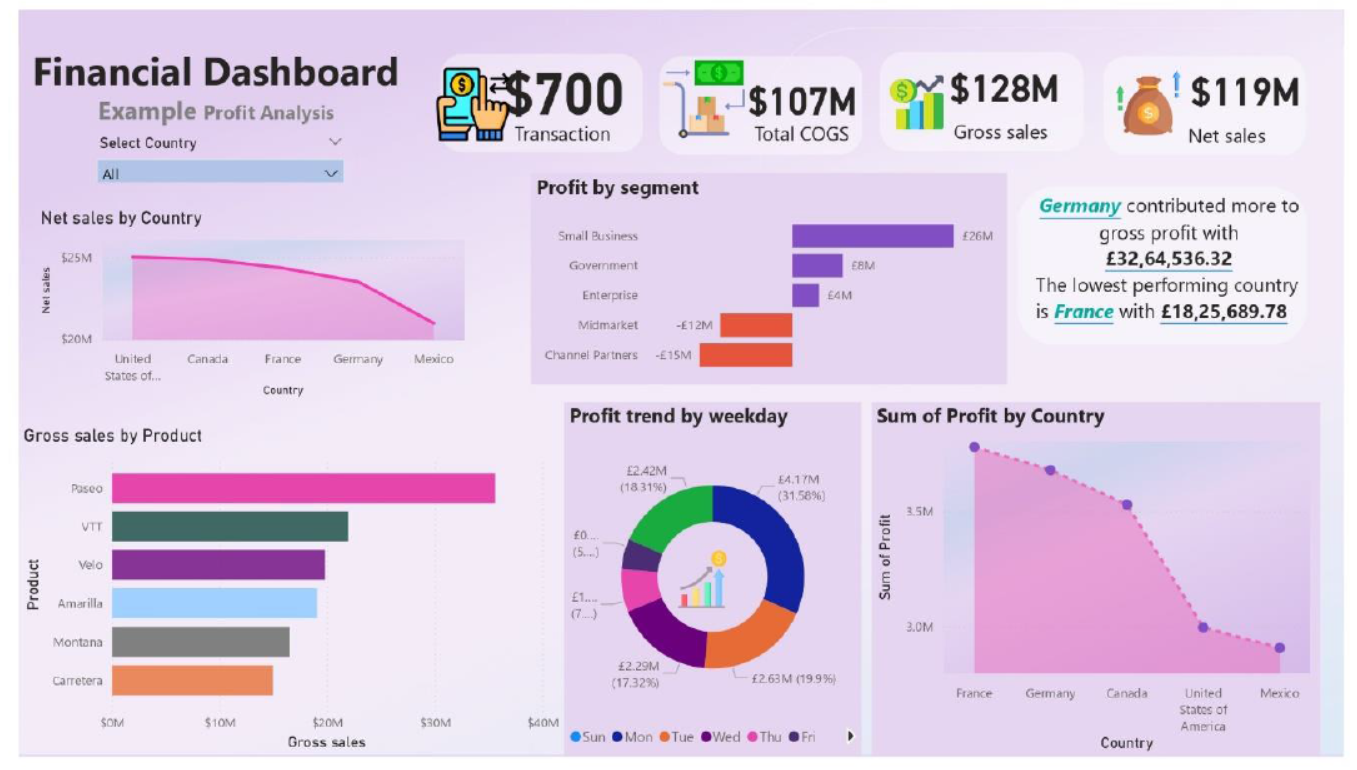 Financial Dashboard
Example Profit Analysis
Select Country
All
$700
Transaction
$107M
Total COGS
$128M
Gross sales
$119M
Net sales
Net sales by Country
Net sales
$25M
$20M
United States of...
Canada
France
Germany
Mexico
Country
Profit by segment
Small Business
£26M
Government
£8M
Enterprise
£4M
Midmarket
-£12M
Channel Partners
-£15M
Germany contributed more to
gross profit with
£32,64,536.32
The lowest performing country
is France with £18,25,689.78
Gross sales by Product
Product
Paseo
VTT
Velo
Amarilla
Montana
Carretera
$0M
$10M
$20M
$30M
$40M
Gross sales
Profit trend by weekday
£2.42M
(18.31%)
£4.17M
(31.58%)
£0....
(5....)
£1....
(7....)
£2.29M
(17.32%)
£2.63M (19.9%)
Sun Mon Tue Wed Thu Fri
Sum of Profit by Country
Sum of Profit
3.5M
3.0M
France
Germany
Canada
United
States of
America
Mexico
Country